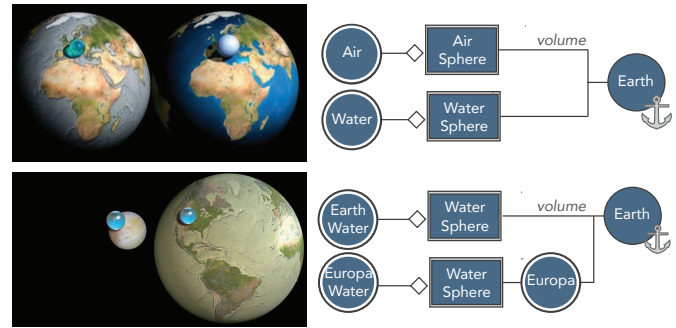 Air
Air
Sphere
volume
Earth
Water
Water
Sphere
Earth
Water
Water
Sphere
volume
Earth
Europa
Water
Water
Sphere
Europa